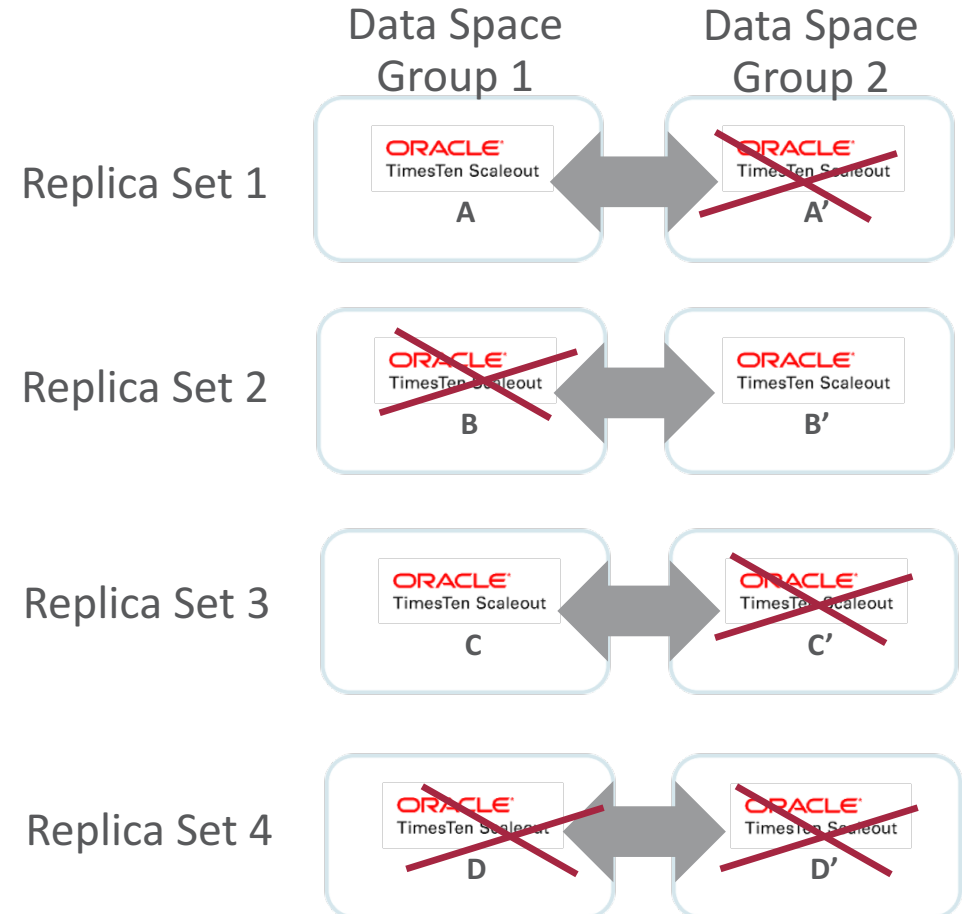 Data Space
Group 1
Data Space
Group 2
Replica Set 1
ORACLE®
TimesTen Scaleout
A
ORACLE®
TimesTen Scaleout
A’
Replica Set 2
ORACLE®
TimesTen Scaleout
B
ORACLE®
TimesTen Scaleout
B’
Replica Set 3
ORACLE®
TimesTen Scaleout
C
ORACLE®
TimesTen Scaleout
C’
Replica Set 4
ORACLE®
TimesTen Scaleout
D
ORACLE®
TimesTen Scaleout
D’